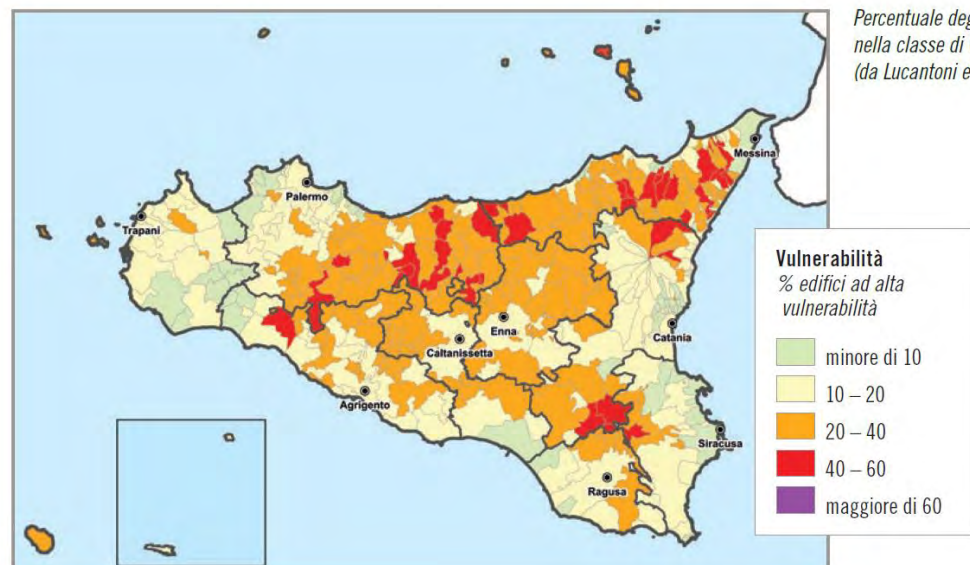 Percentuale deg
nella classe di
(da Lucantoni e
Messina
Palermo
Trapani
Enna
Catania
Caltanissetta
Agrigento
Siracusa
Ragusa
Vulnerabilità
% edifici ad alta
vulnerabilità
minore di 10
10 – 20
20 – 40
40 – 60
maggiore di 60